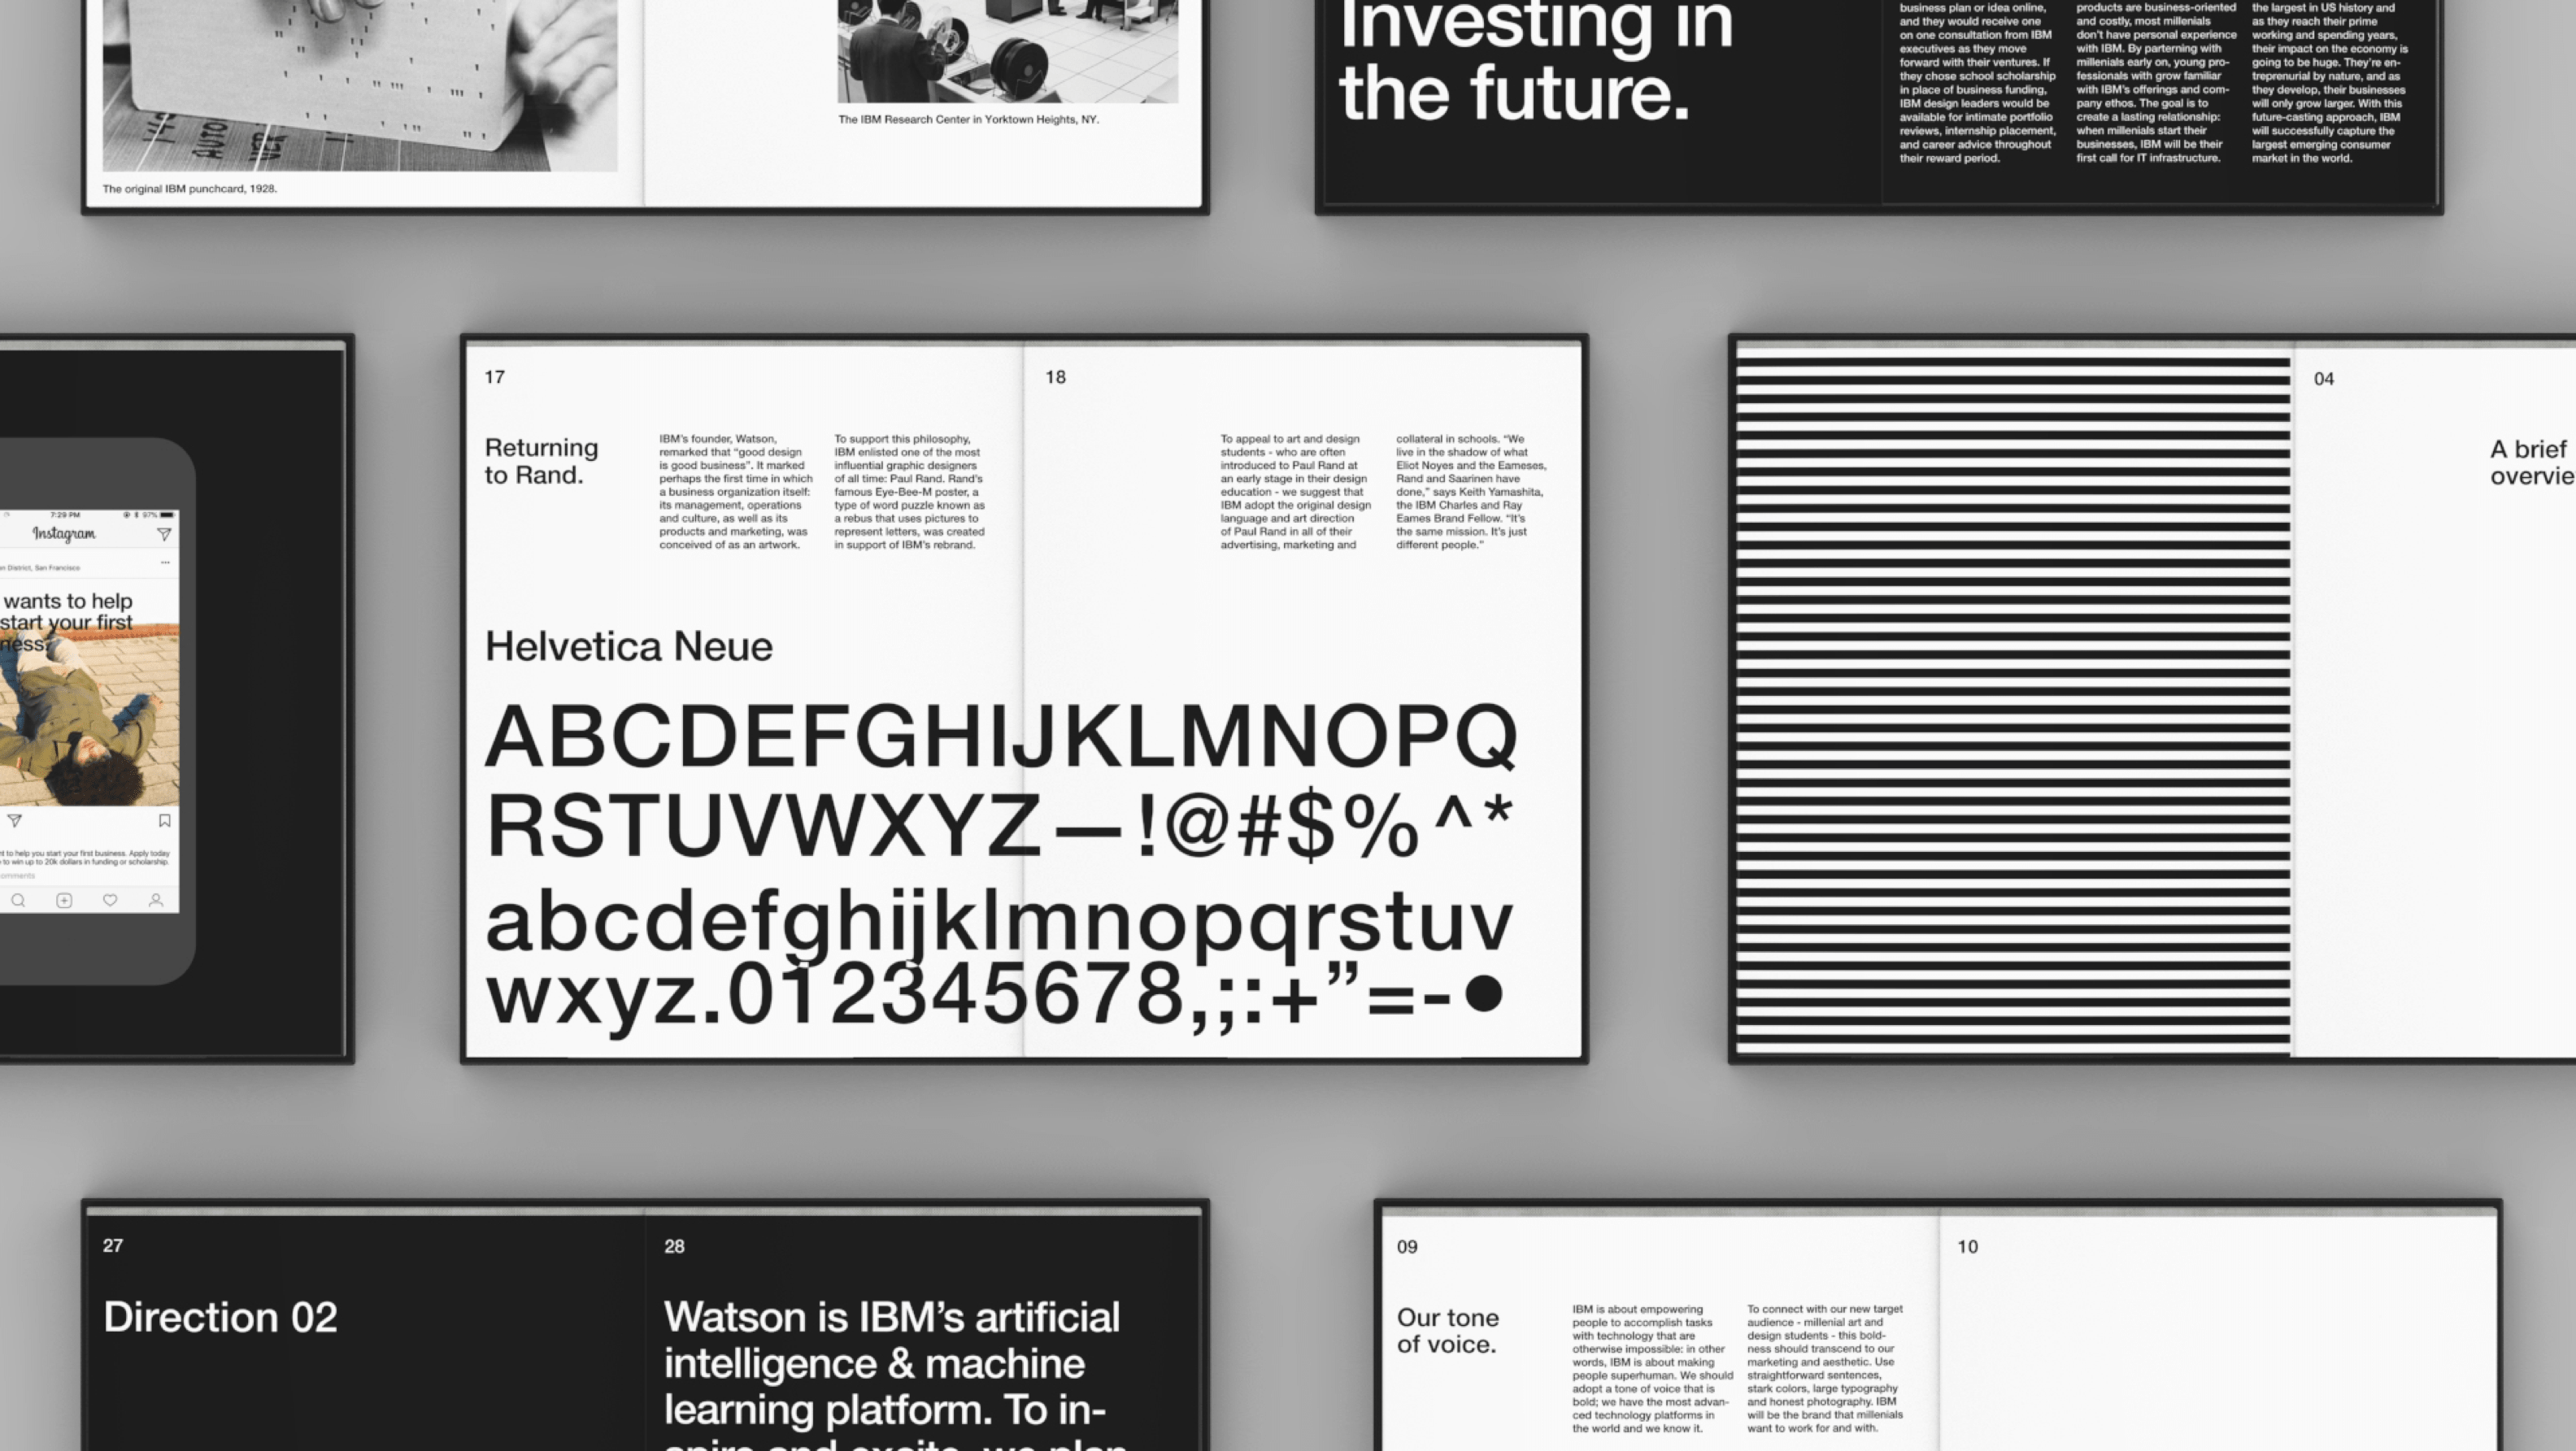 The original IBM punchcard, 1928.
The IBM Research Center in Yorktown Heights, NY.
Investing in
the future.
business plan or idea online,
and they would receive one
on one consultation from IBM
executives as they move
forward with their ventures. If
they chose school scholarship
in place of business funding,
IBM design leaders would be
available for intimate portfolio
reviews, internship placement,
and career advice throughout
their reward period.
products are business-oriented
and costly, most millenials
don't have personal experience
with IBM. By parterning with
millenials early on, young pro-
fessionals with grow familiar
with IBM's offerings and com-
pany ethos. The goal is to
create a lasting relationship:
when millenials start their
businesses, IBM will be their
first call for IT infrastructure.
the largest in US history and
as they reach their prime
working and spending years,
their impact on the economy is
going to be huge. They're en-
treprenurial by nature, and as
they develop, their businesses
will only grow larger. With this
future-casting approach, IBM
will successfully capture the
largest emerging consumer
market in the world.
7:29 PM
97%
Instagram
District, San Francisco
wants to help
start your first
to help you start your first business. Apply today
to win up to 20k dollars in funding or scholarship.
17
Returning
to Rand.
IBM's founder, Watson,
remarked that “good design
is good business”. It marked
perhaps the first time in which
a business organization itself:
its management, operations
and culture, as well as its
products and marketing, was
conceived of as an artwork.
To support this philosophy,
IBM enlisted one of the most
influential graphic designers
of all time: Paul Rand. Rand's
famous Eye-Bee-M poster, a
type of word puzzle known as
a rebus that uses pictures to
represent letters, was created
in support of IBM's rebrand.
18
To appeal to art and design
students - who are often
introduced to Paul Rand at
an early stage in their design
education - we suggest that
IBM adopt the original design
language and art direction
of Paul Rand in all of their
advertising, marketing and
collateral in schools. “We
live in the shadow of what
Eliot Noyes and the Eameses,
Rand and Saarinen have
done,” says Keith Yamashita,
the IBM Charles and Ray
Eames Brand Fellow. “It's
the same mission. It's just
different people.”
Helvetica Neue
ABCDEFGHIJKLMNOPQ
RSTUVWXYZ—!@#$%^*
abcdefghijklmnopqrstuv
wxyz.012345678,;:+”=-●
04
A brief
27
Direction 02
28
Watson is IBM’s artificial
intelligence & machine
learning platform. To in-
spire and excite, we plan
09
Our tone
of voice.
IBM is about empowering
people to accomplish tasks
with technology that are
otherwise impossible: in other
words, IBM is about making
people superhuman. We should
adopt a tone of voice that is
bold; we have the most advan-
ced technology platforms in
the world and we know it.
To connect with our new target
audience - millenial art and
design students - this bold-
ness should transcend to our
marketing and aesthetic. Use
straightforward sentences,
stark colors, large typography
and honest photography. IBM
will be the brand that millenials
want to work for and with.
10